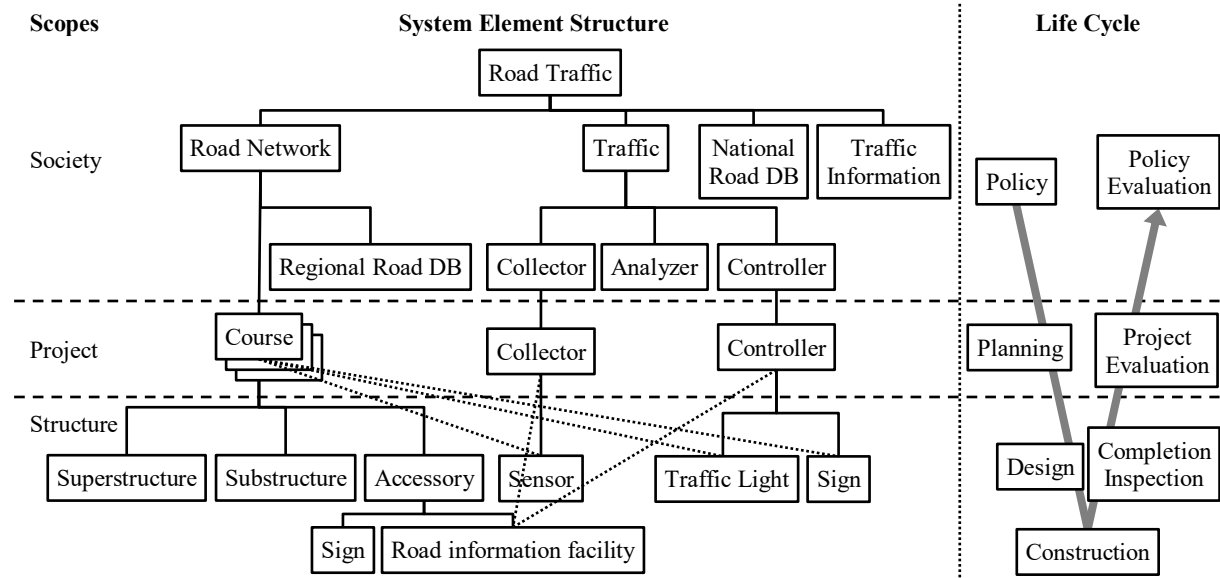 Scopes
System Element Structure
Life Cycle
Road Traffic
Society
Road Network
Traffic
National
Road DB
Traffic
Information
Policy
Policy
Evaluation
Regional Road DB
Collector
Analyzer
Controller
Project
Course
Collector
Controller
Planning
Project
Evaluation
Structure
Superstructure
Substructure
Accessory
Sensor
Traffic Light
Sign
Design
Completion
Inspection
Sign
Road information facility
Construction